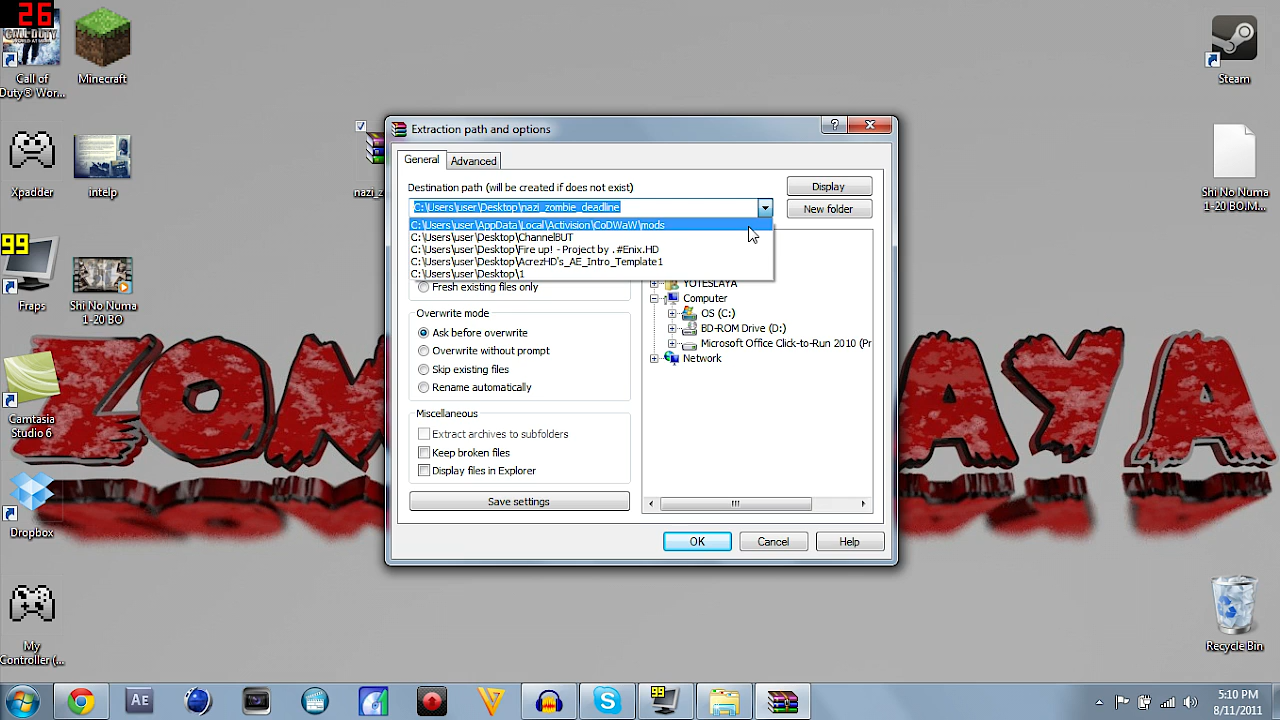 26
CALL OF DUTY
Call of
Duty® Wor...
Minecraft
Steam
Xpadder
intelp
nazi_z
Shi No Numa
1-20 BO.M...
99
Fraps
Shi No Numa
1-20 BO
Camtasia
Studio 6
Dropbox
My
Controller (...
Recycle Bin
ZOM
AYA
Extraction path and options
?
General
Advanced
Destination path (will be created if does not exist)
Display
C:\Users\user\Desktop\nazi_zombie_deadline
New folder
C:\Users\user\AppData\Local\Activision\CoDWaW\mods
C:\Users\user\Desktop\ChannelBUT
C:\Users\user\Desktop\Fire up! - Project by . #Enix.HD
C:\Users\user\Desktop\AcrezHD's_AE_Intro_Template1
C:\Users\user\Desktop\1
Fresh existing files only
YOTESLAYA
Computer
OS (C:)
BD-ROM Drive (D:)
Microsoft Office Click-to-Run 2010 (Pr
Network
Overwrite mode
Ask before overwrite
Overwrite without prompt
Skip existing files
Rename automatically
Miscellaneous
Extract archives to subfolders
Keep broken files
Display files in Explorer
Save settings
OK
Cancel
Help
AE
99
5:10 PM
8/11/2011